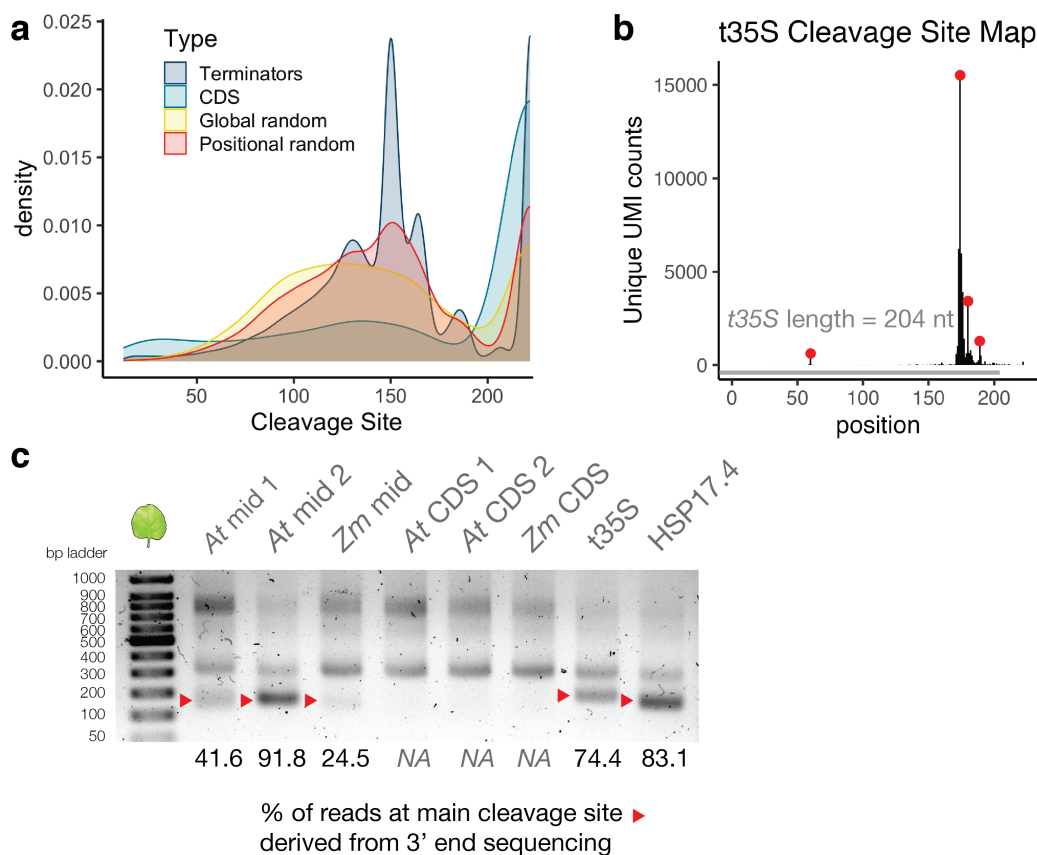 a
0.025
0.020
0.015
0.010
0.005
0.000
density
Type
Terminators
CDS
Global random
Positional random
50
100
150
200
Cleavage Site
b
t35S Cleavage Site Map
15000
10000
5000
0
Unique UMI counts
t35S length = 204 nt
0
50
100
150
200
position
c
At mid 1
At mid 2
Zm mid
At CDS 1
At CDS 2
Zm CDS
t35S
HSP17.4
bp ladder
1000
900
800
700
600
500
400
300
200
100
50
41.6 91.8 24.5 NA NA NA 74.4 83.1
% of reads at main cleavage site
derived from 3’ end sequencing